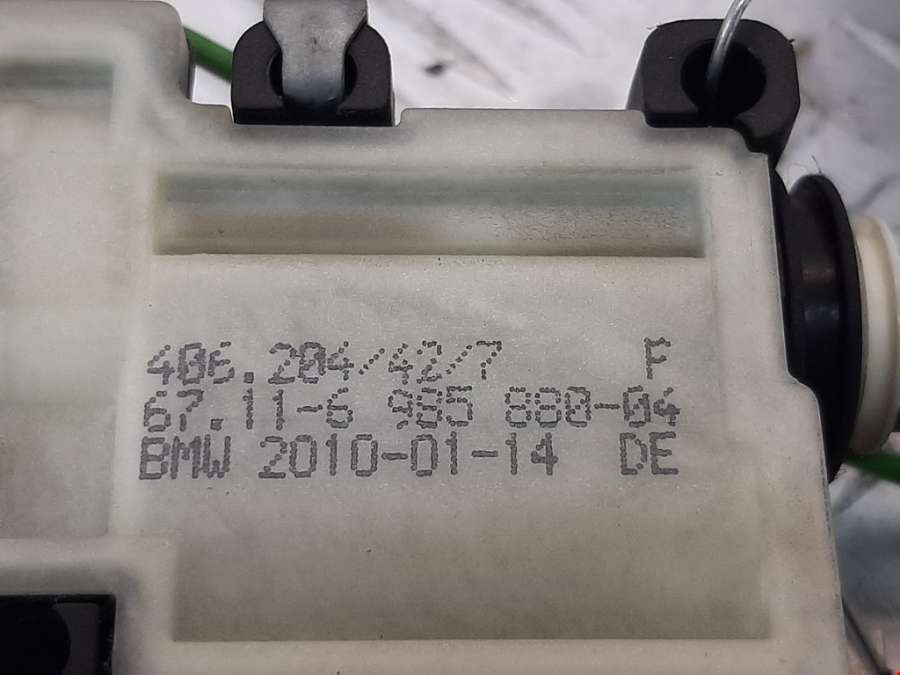 406.204/42/7 F
67.11-6 985 880-04
BMW 2010-01-14 DE